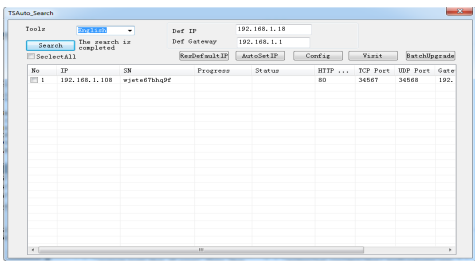 TSAuto_Search
Tools English Def IP 192.168.1.18
Search The search is completed Def Gateway 192.168.1.1
SeelectAll ResDefaultIP AutoSetIP Config Visit BatchUpgrade
No IP SN Progress Status HTTP ... TCP Port UDP Port Gate
1 192.168.1.108 wjete67bhq9f 80 34567 34568 192.